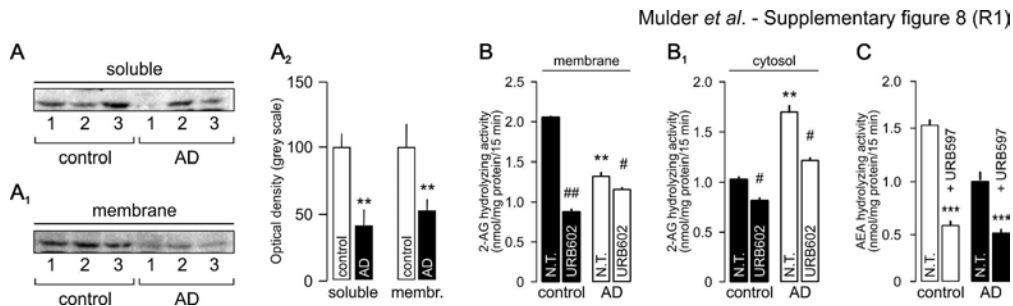 Mulder et al. - Supplementary figure 8 (R1)
A
soluble
1 2 3 1 2 3
control AD
A1
membrane
1 2 3 1 2 3
control AD
A2
Optical density (grey scale)
150
100
50
0
control
AD
control
AD
**
**
soluble membr.
B
membrane
2-AG hydrolyzing activity
(nmol/mg protein/15 min)
2.5
2.0
1.5
1.0
0.5
0
N.T.
URB602
N.T.
URB602
##
**
#
control AD
B1
cytosol
2-AG hydrolyzing activity
(nmol/mg protein/15 min)
2.0
1.5
1.0
0.5
0
N.T.
URB602
N.T.
URB602
#
**
#
control AD
C
AEA hydrolyzing activity
(nmol/mg protein/15 min)
2.0
1.5
1.0
0.5
0
N.T.
*** + URB597
N.T.
*** + URB597
control AD